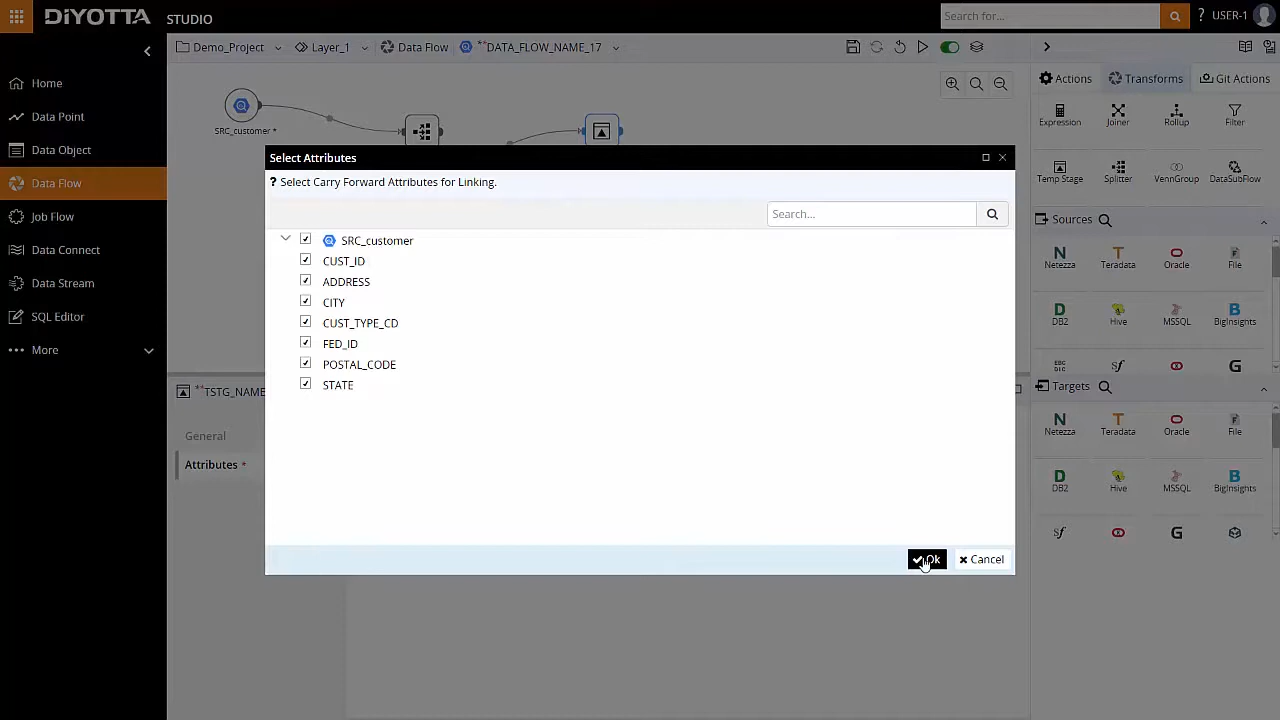 DiYOTTA STUDIO
Search for...
? USER-1
Demo_Project
Layer_1
Data Flow
**DATA_FLOW_NAME_17
Home
Data Point
Data Object
Data Flow
Job Flow
Data Connect
Data Stream
SQL Editor
More
SRC_customer *
Actions
Transforms
Git Actions
Expression
Joiner
Rollup
Filter
Temp Stage
Splitter
VennGroup
DataSubFlow
Sources
Netezza
Teradata
Oracle
File
DB2
Hive
MSSQL
BigInsights
Targets
Netezza
Teradata
Oracle
File
DB2
Hive
MSSQL
BigInsights
Select Attributes
? Select Carry Forward Attributes for Linking.
Search...
SRC_customer
CUST_ID
ADDRESS
CITY
CUST_TYPE_CD
FED_ID
POSTAL_CODE
STATE
Ok
Cancel
**TSTG_NAME
General
Attributes *